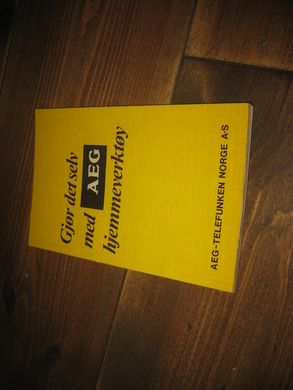 Gjør det selv
med AEG
hjemmeverktøy
AEG-TELEFUNKEN NORGE A·S